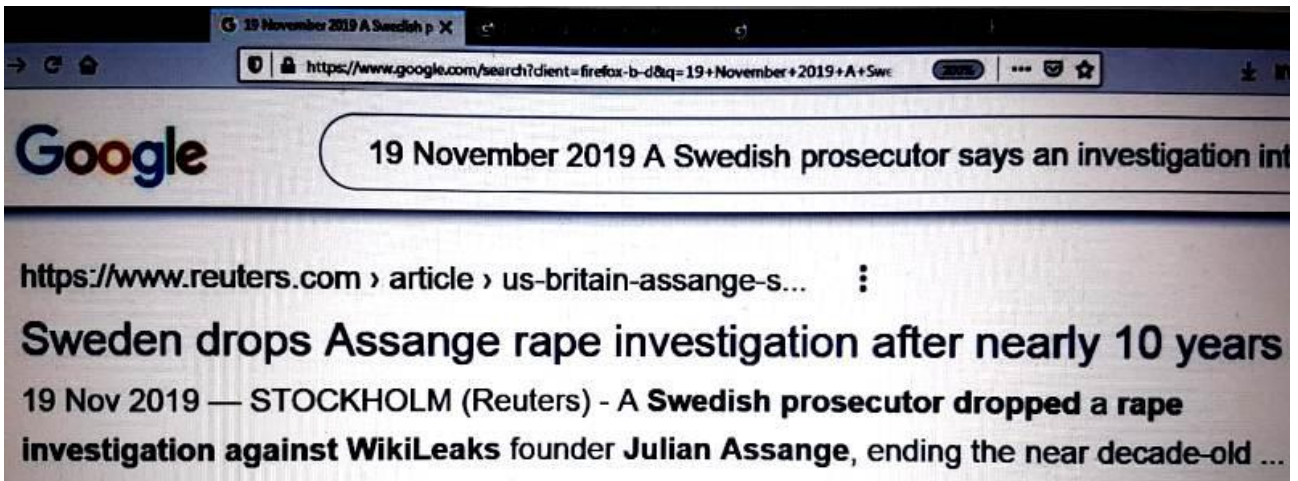 G 19 November 2019 A Swedish p X
https://www.google.com/search?client=firefox-b-d&q=19+November+2019+A+Swe 200% ...
Google 19 November 2019 A Swedish prosecutor says an investigation int
https://www.reuters.com › article › us-britain-assange-s...
Sweden drops Assange rape investigation after nearly 10 years
19 Nov 2019 — STOCKHOLM (Reuters) - A Swedish prosecutor dropped a rape
investigation against WikiLeaks founder Julian Assange, ending the near decade-old ...